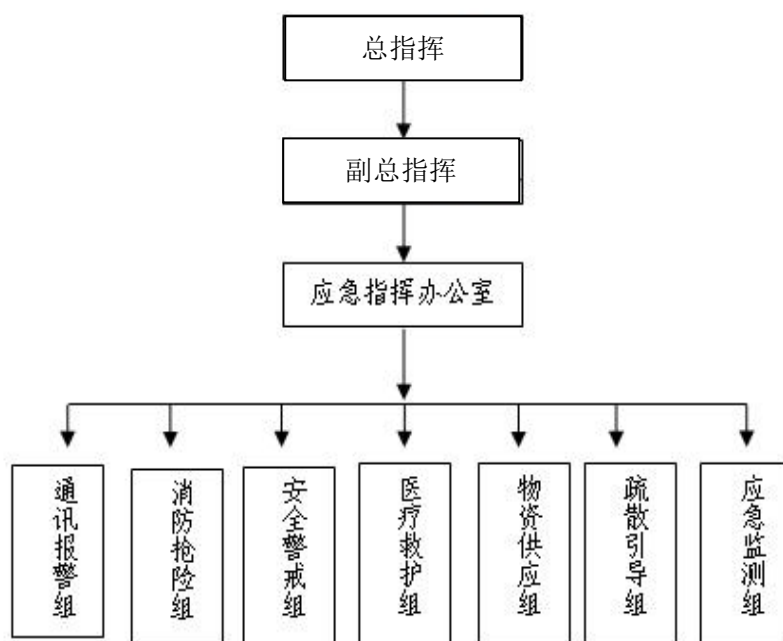 总指挥
副总指挥
应急指挥办公室
通讯报警组
消防抢险组
安全警戒组
医疗救护组
物资供应组
疏散引导组
应急监测组